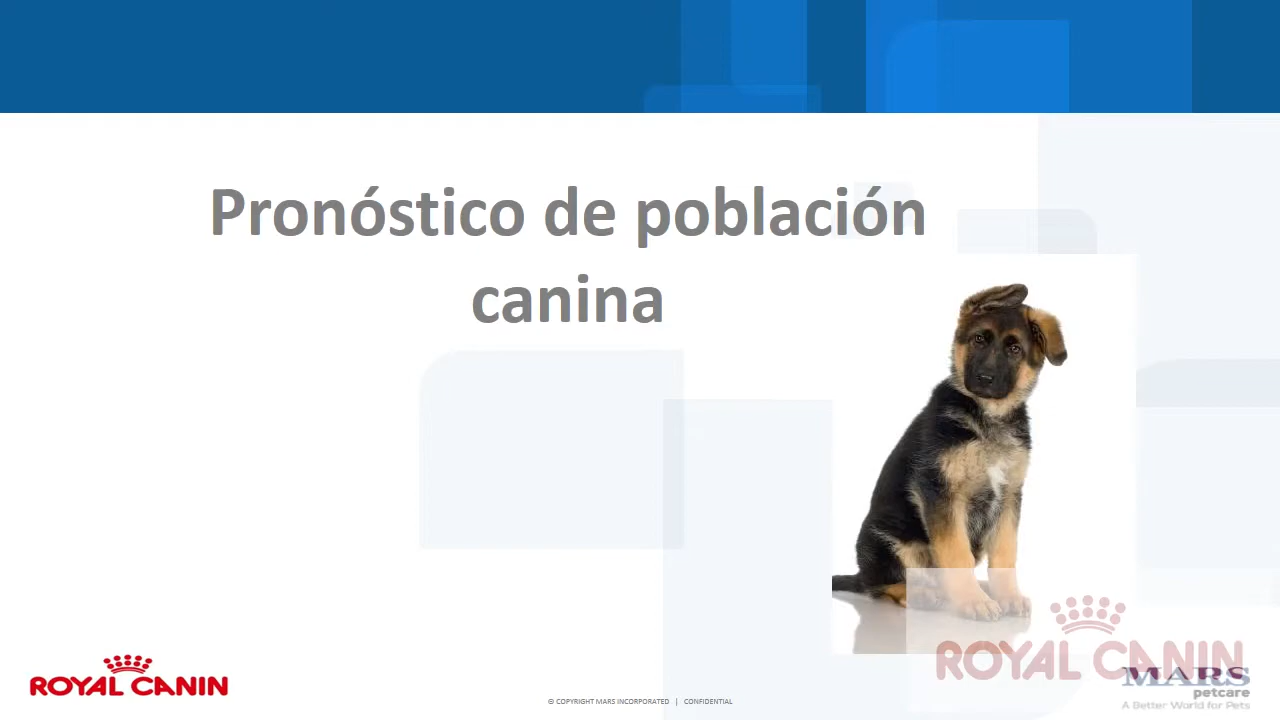 Pronóstico de población
canina
ROYAL CANIN
© COPYRIGHT MARS INCORPORATED | CONFIDENTIAL
ROYAL CANIN
MARS
petcare
A Better World for Pets